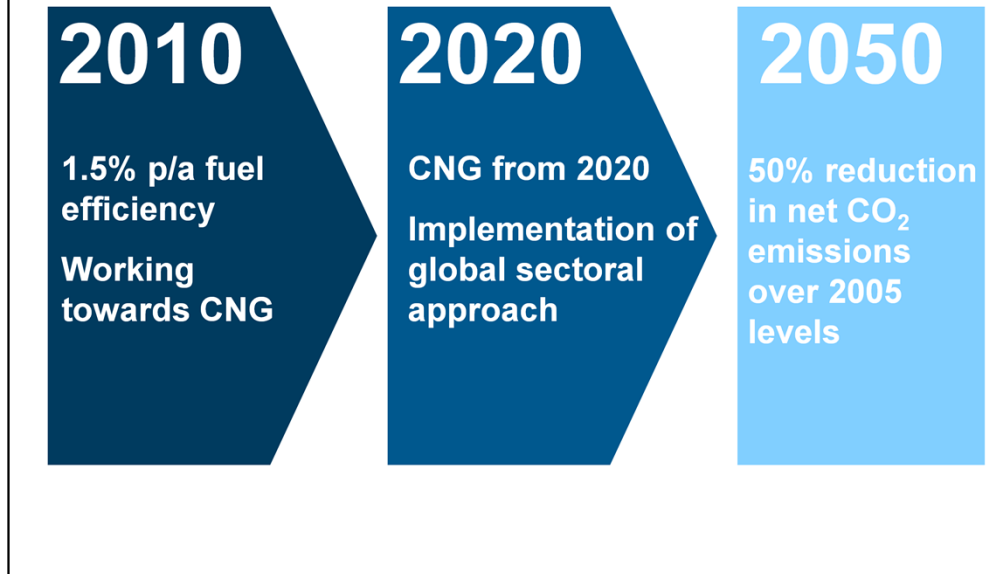 2010
1.5% p/a fuel
efficiency
Working
towards CNG
2020
CNG from 2020
Implementation of
global sectoral
approach
2050
50% reduction
in net CO₂
emissions
over 2005
levels